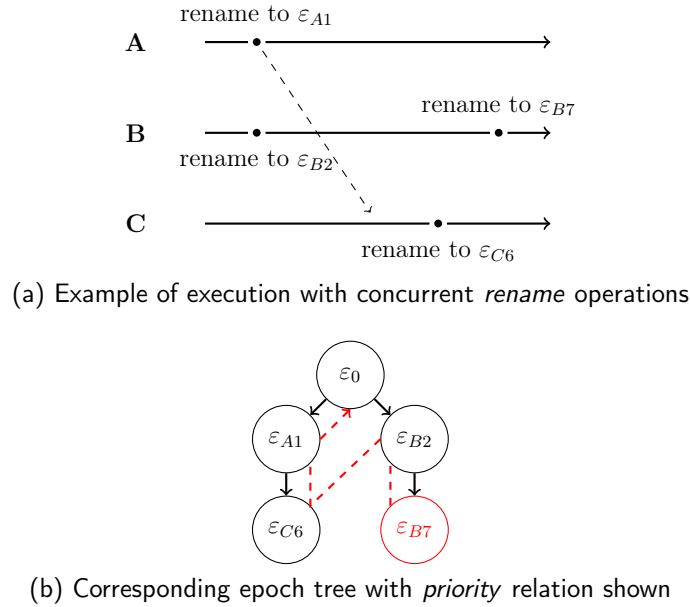 rename to εA1
A
rename to εB7
B
rename to εB2
C
rename to εC6
(a) Example of execution with concurrent rename operations
ε0
εA1 εB2
εC6 εB7
(b) Corresponding epoch tree with priority relation shown